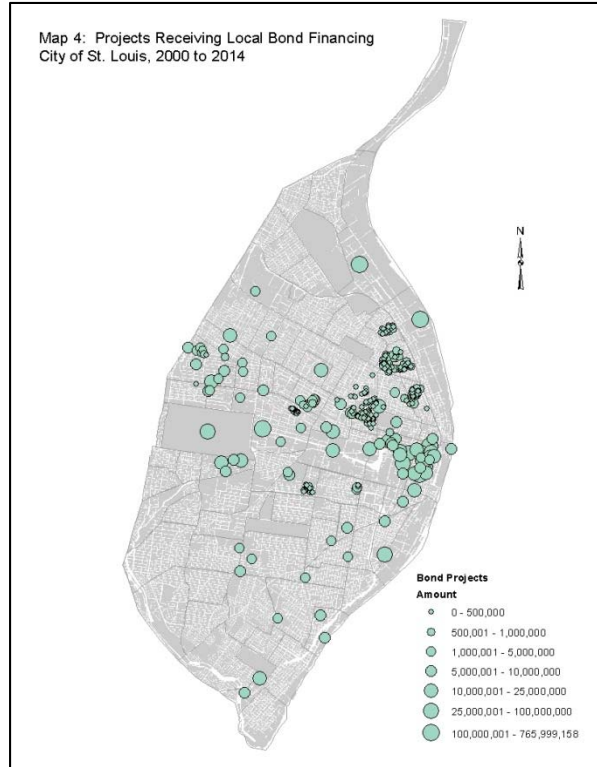 Map 4: Projects Receiving Local Bond Financing
City of St. Louis, 2000 to 2014
N
Bond Projects
Amount
0 - 500,000
500,001 - 1,000,000
1,000,001 - 5,000,000
5,000,001 - 10,000,000
10,000,001 - 25,000,000
25,000,001 - 100,000,000
100,000,001 - 765,999,158